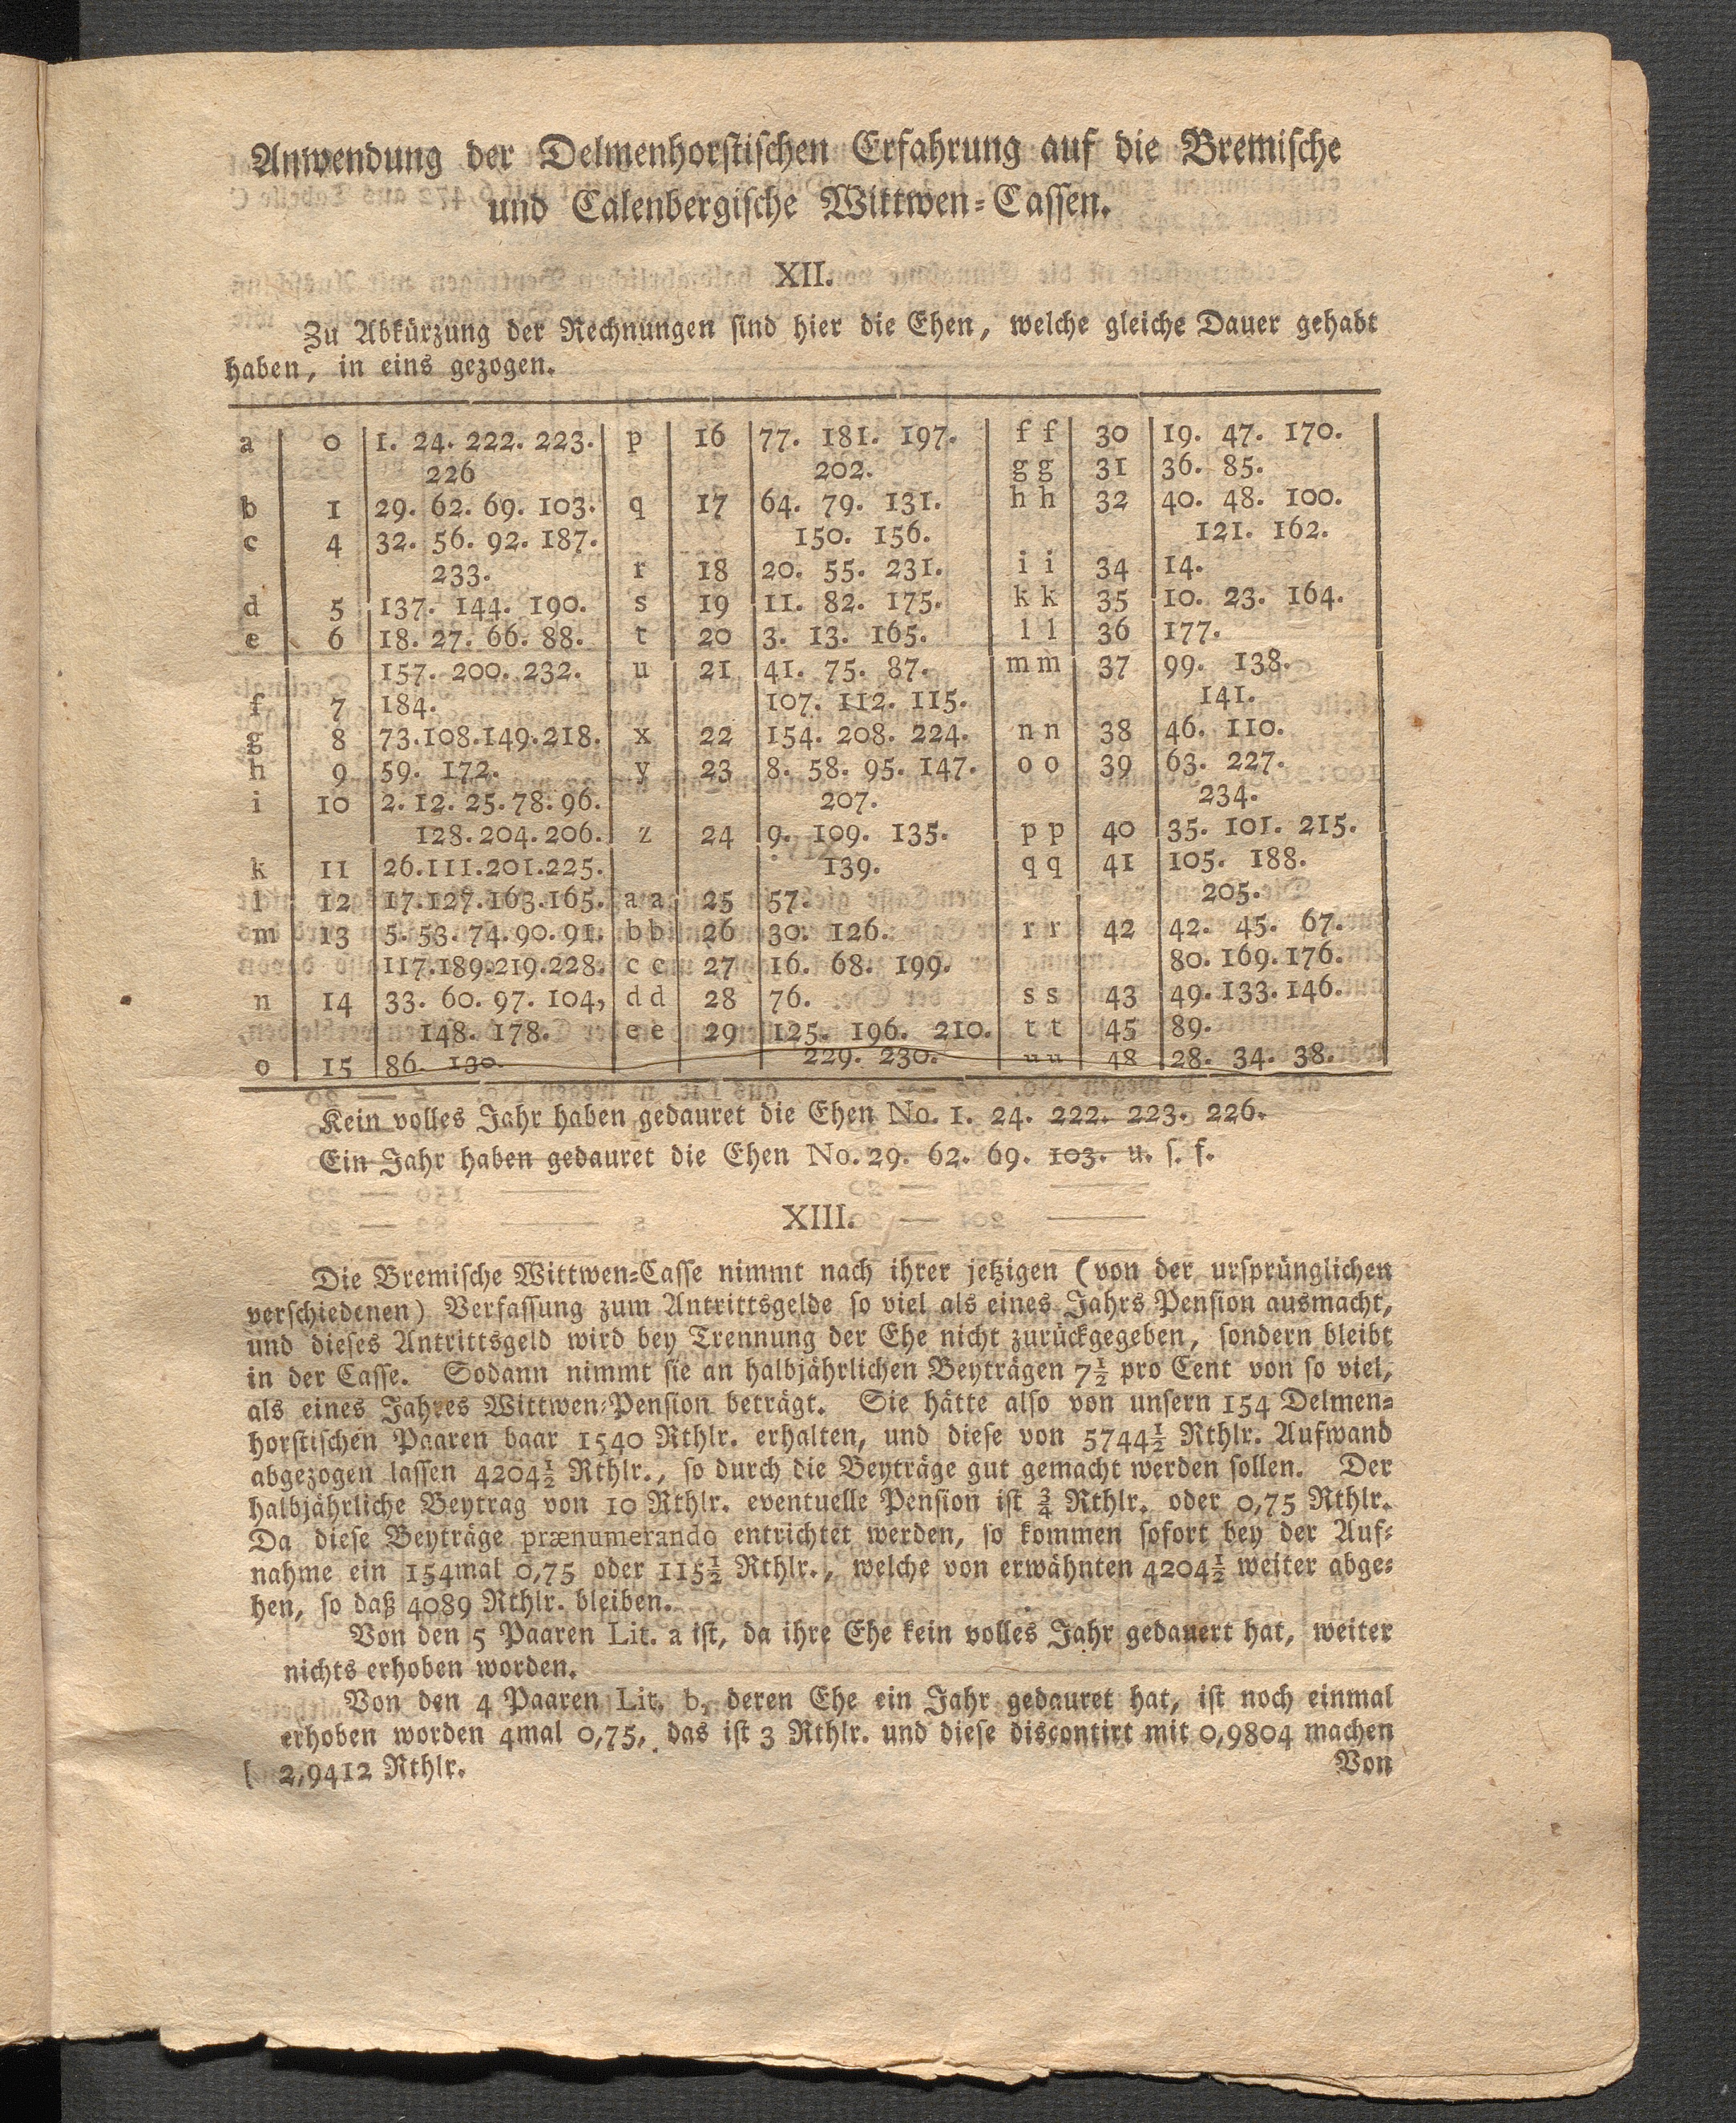 Anwendung der Delmenhorstischen Erfahrung auf die Bremische
und Calenbergische Wittwen-Cassen.
XII.
Zu Abkürzung der Rechnungen sind hier die Ehen, welche gleiche Dauer gehabt
haben, in eins gezogen.
a 0 1. 24. 222. 223.
226
b 1 29. 62. 69. 103.
c 4 32. 56. 92. 187.
233.
d 5 137. 144. 190.
e 6 18. 27. 66. 88.
157. 200. 232.
f 7 184.
g 8 73.108.149.218.
h 9 59. 172.
i 10 2. 12. 25. 78. 96.
128. 204. 206.
k 11 26.111.201.225.
l 12 17.127.163.165.
m 13 5. 53. 74. 90. 91.
117.189.219.228.
n 14 33. 60. 97. 104,
148. 178.
o 15 86. 130.
p 16 77. 181. 197.
202.
q 17 64. 79. 131.
150. 156.
r 18 20. 55. 231.
s 19 11. 82. 175.
t 20 3. 13. 165.
u 21 41. 75. 87.
107. 112. 115.
x 22 154. 208. 224.
y 23 8. 58. 95. 147.
207.
z 24 9. 109. 135.
139.
a a 25 57.
b b 26 30. 126.
c c 27 16. 68. 199.
d d 28 76.
e e 29 125. 196. 210.
229. 230.
f f 30 19. 47. 170.
g g 31 36. 85.
h h 32 40. 48. 100.
121. 162.
i i 34 14.
k k 35 10. 23. 164.
l l 36 177.
m m 37 99. 138.
141.
n n 38 46. 110.
o o 39 63. 227.
234.
p p 40 35. 101. 215.
q q 41 105. 188.
205.
r r 42 42. 45. 67.
80. 169. 176.
s s 43 49. 133. 146.
t t 45 89.
u u 48 28. 34. 38.
Kein volles Jahr haben gedauret die Ehen No. 1. 24. 222. 223. 226.
Ein Jahr haben gedauret die Ehen No. 29. 62. 69. 103. u. s. f.
XIII.
Die Bremische Wittwen-Casse nimmt nach ihrer jetzigen (von der ursprünglichen
verschiedenen) Verfassung zum Antrittsgelde so viel als eines Jahrs Pension ausmacht,
und dieses Antrittsgeld wird bey Trennung der Ehe nicht zurückgegeben, sondern bleibt
in der Casse. Sodann nimmt sie an halbjährlichen Beyträgen 7½ pro Cent von so viel,
als eines Jahres Wittwen-Pension beträgt. Sie hätte also von unsern 154 Delmen-
horstischen Paaren baar 1540 Rthlr. erhalten, und diese von 5744½ Rthlr. Aufwand
abgezogen lassen 4204½ Rthlr., so durch die Beyträge gut gemacht werden sollen. Der
halbjährliche Beytrag von 10 Rthlr. eventuelle Pension ist ¾ Rthlr. oder 0,75 Rthlr.
Da diese Beyträge prænumerando entrichtet werden, so kommen sofort bey der Auf-
nahme ein 154mal 0,75 oder 115½ Rthlr., welche von erwähnten 4204½ weiter abge-
hen, so daß 4089 Rthlr. bleiben.
Von den 5 Paaren Lit. a ist, da ihre Ehe kein volles Jahr gedauert hat, weiter
nichts erhoben worden.
Von den 4 Paaren Lit. b, deren Ehe ein Jahr gedauret hat, ist noch einmal
erhoben worden 4mal 0,75, das ist 3 Rthlr. und diese discontirt mit 0,9804 machen
2,9412 Rthlr.
Von